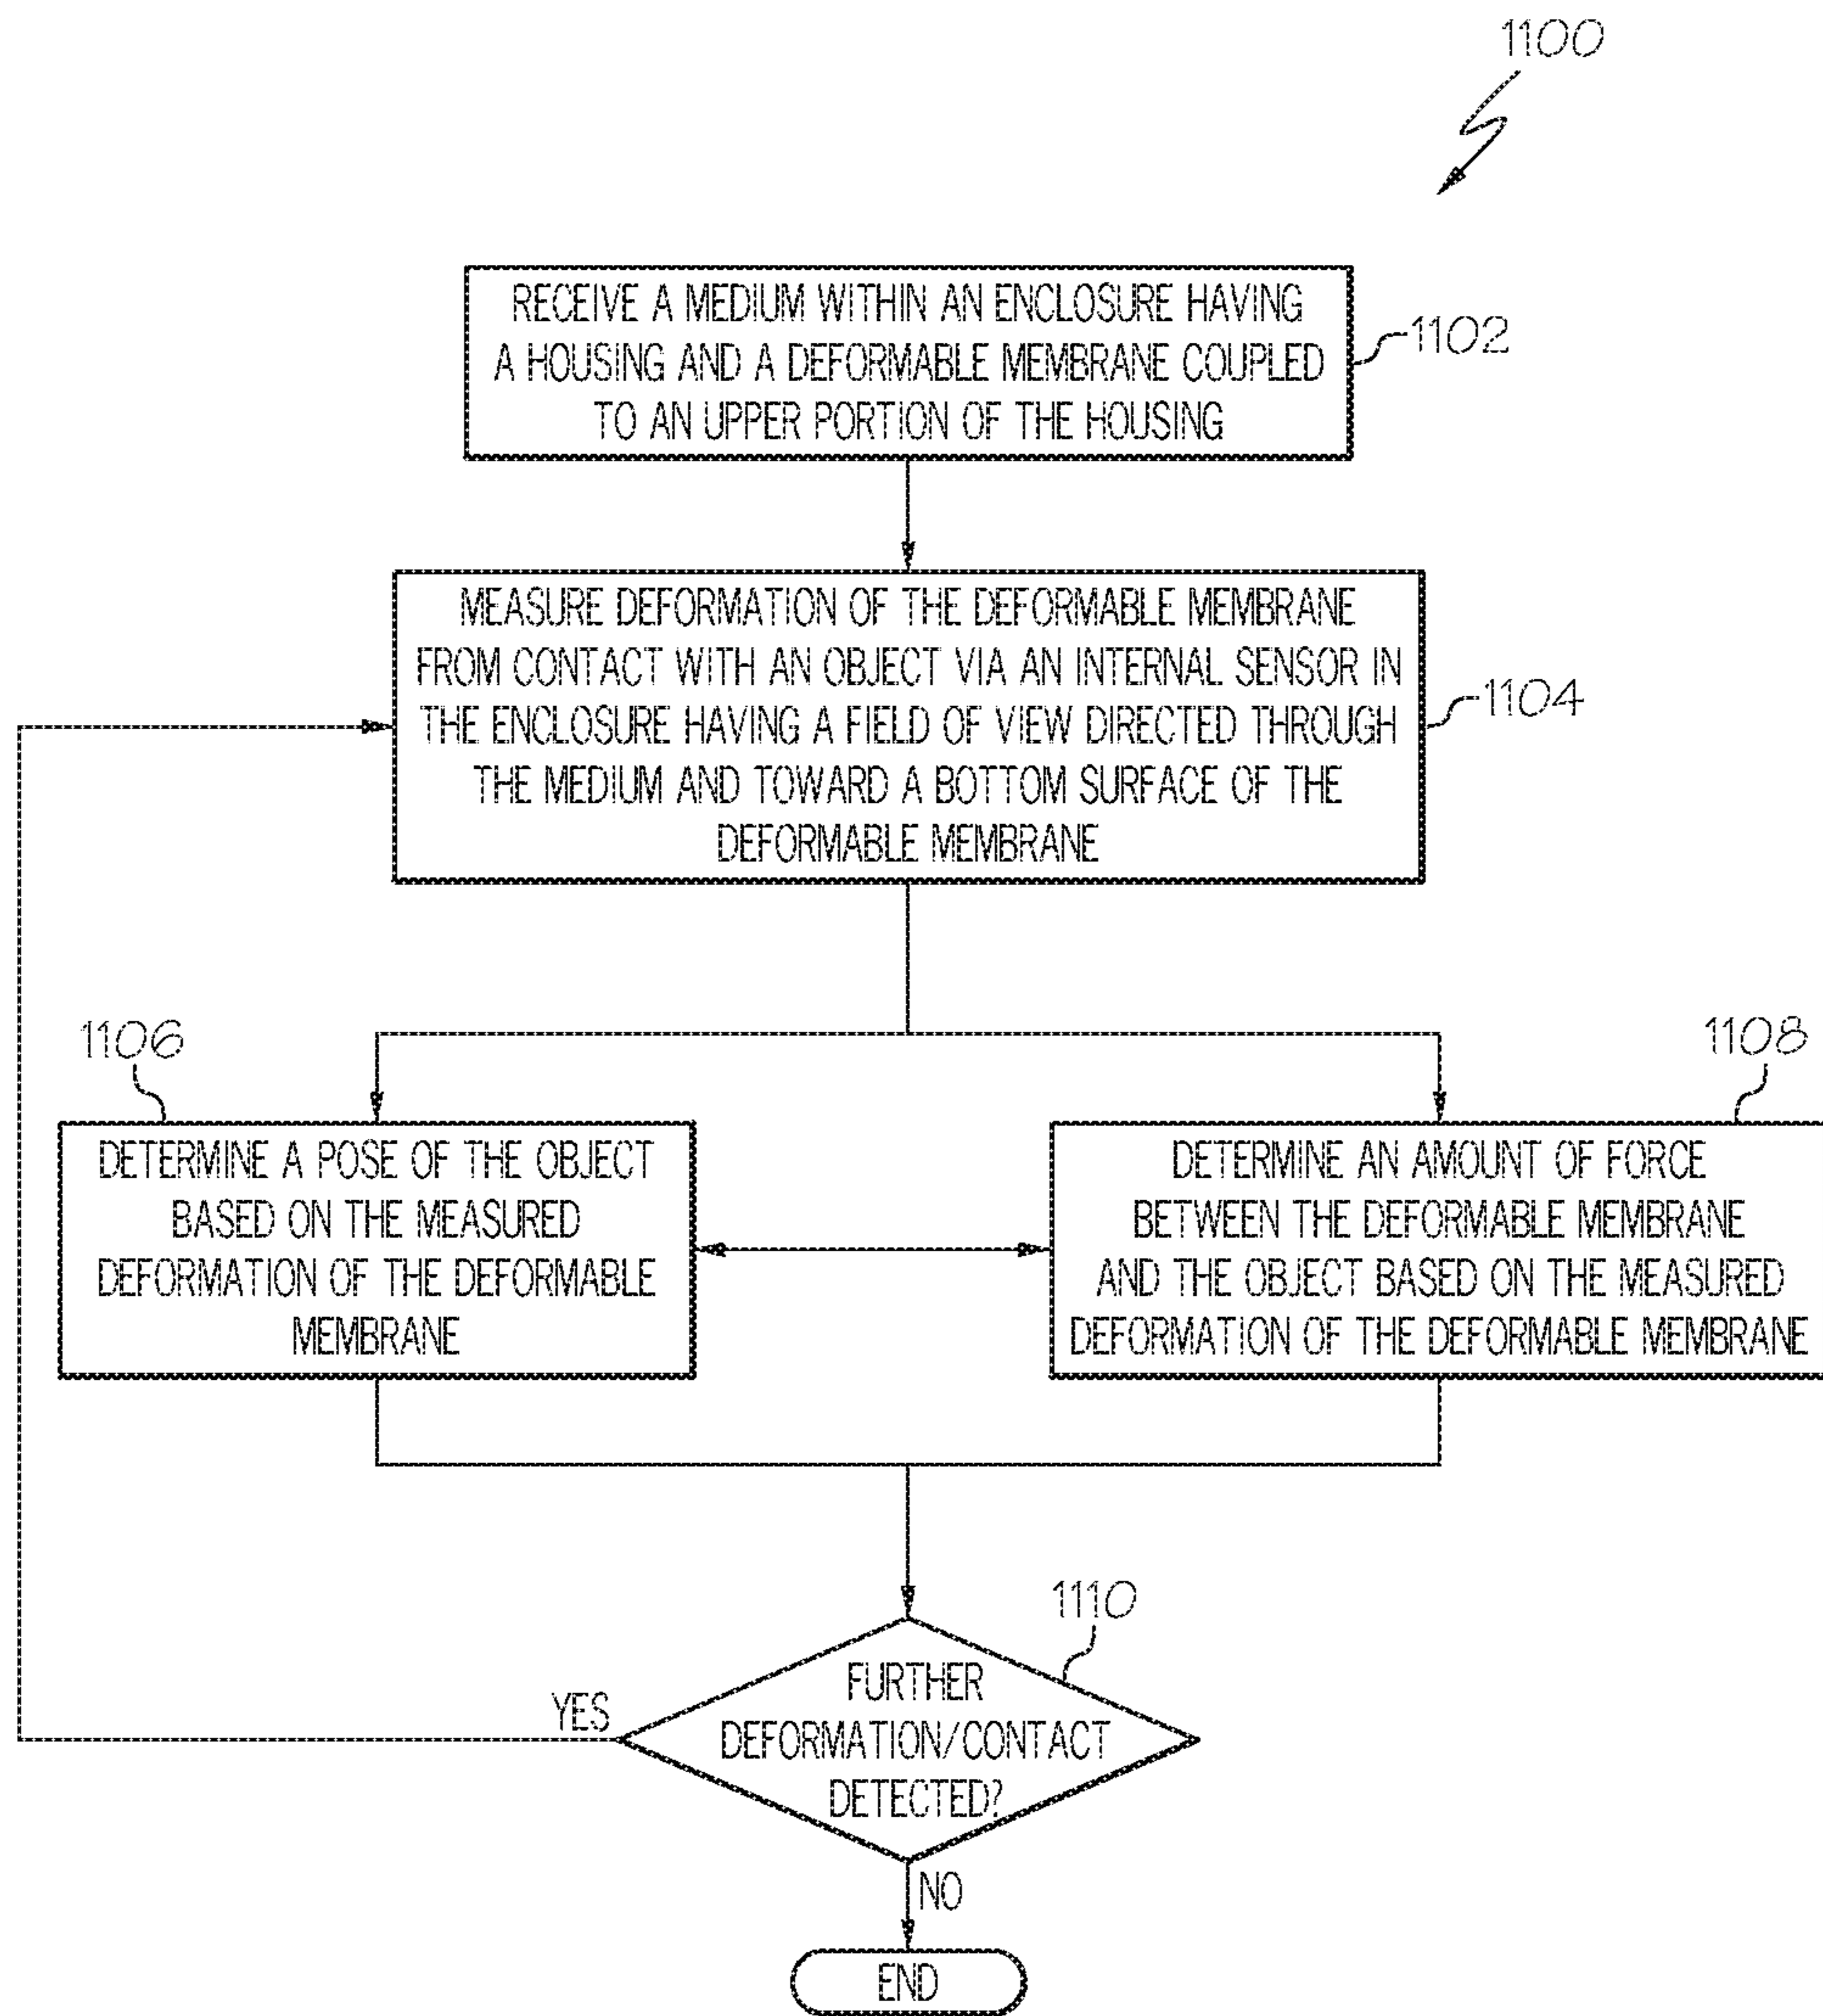 1100
RECEIVE A MEDIUM WITHIN AN ENCLOSURE HAVING
A HOUSING AND A DEFORMABLE MEMBRANE COUPLED
TO AN UPPER PORTION OF THE HOUSING
1102
MEASURE DEFORMATION OF THE DEFORMABLE MEMBRANE
FROM CONTACT WITH AN OBJECT VIA AN INTERNAL SENSOR IN
THE ENCLOSURE HAVING A FIELD OF VIEW DIRECTED THROUGH
THE MEDIUM AND TOWARD A BOTTOM SURFACE OF THE
DEFORMABLE MEMBRANE
1104
1106
DETERMINE A POSE OF THE OBJECT
BASED ON THE MEASURED
DEFORMATION OF THE DEFORMABLE
MEMBRANE
1108
DETERMINE AN AMOUNT OF FORCE
BETWEEN THE DEFORMABLE MEMBRANE
AND THE OBJECT BASED ON THE MEASURED
DEFORMATION OF THE DEFORMABLE MEMBRANE
1110
FURTHER
DEFORMATION/CONTACT
DETECTED?
YES
NO
END